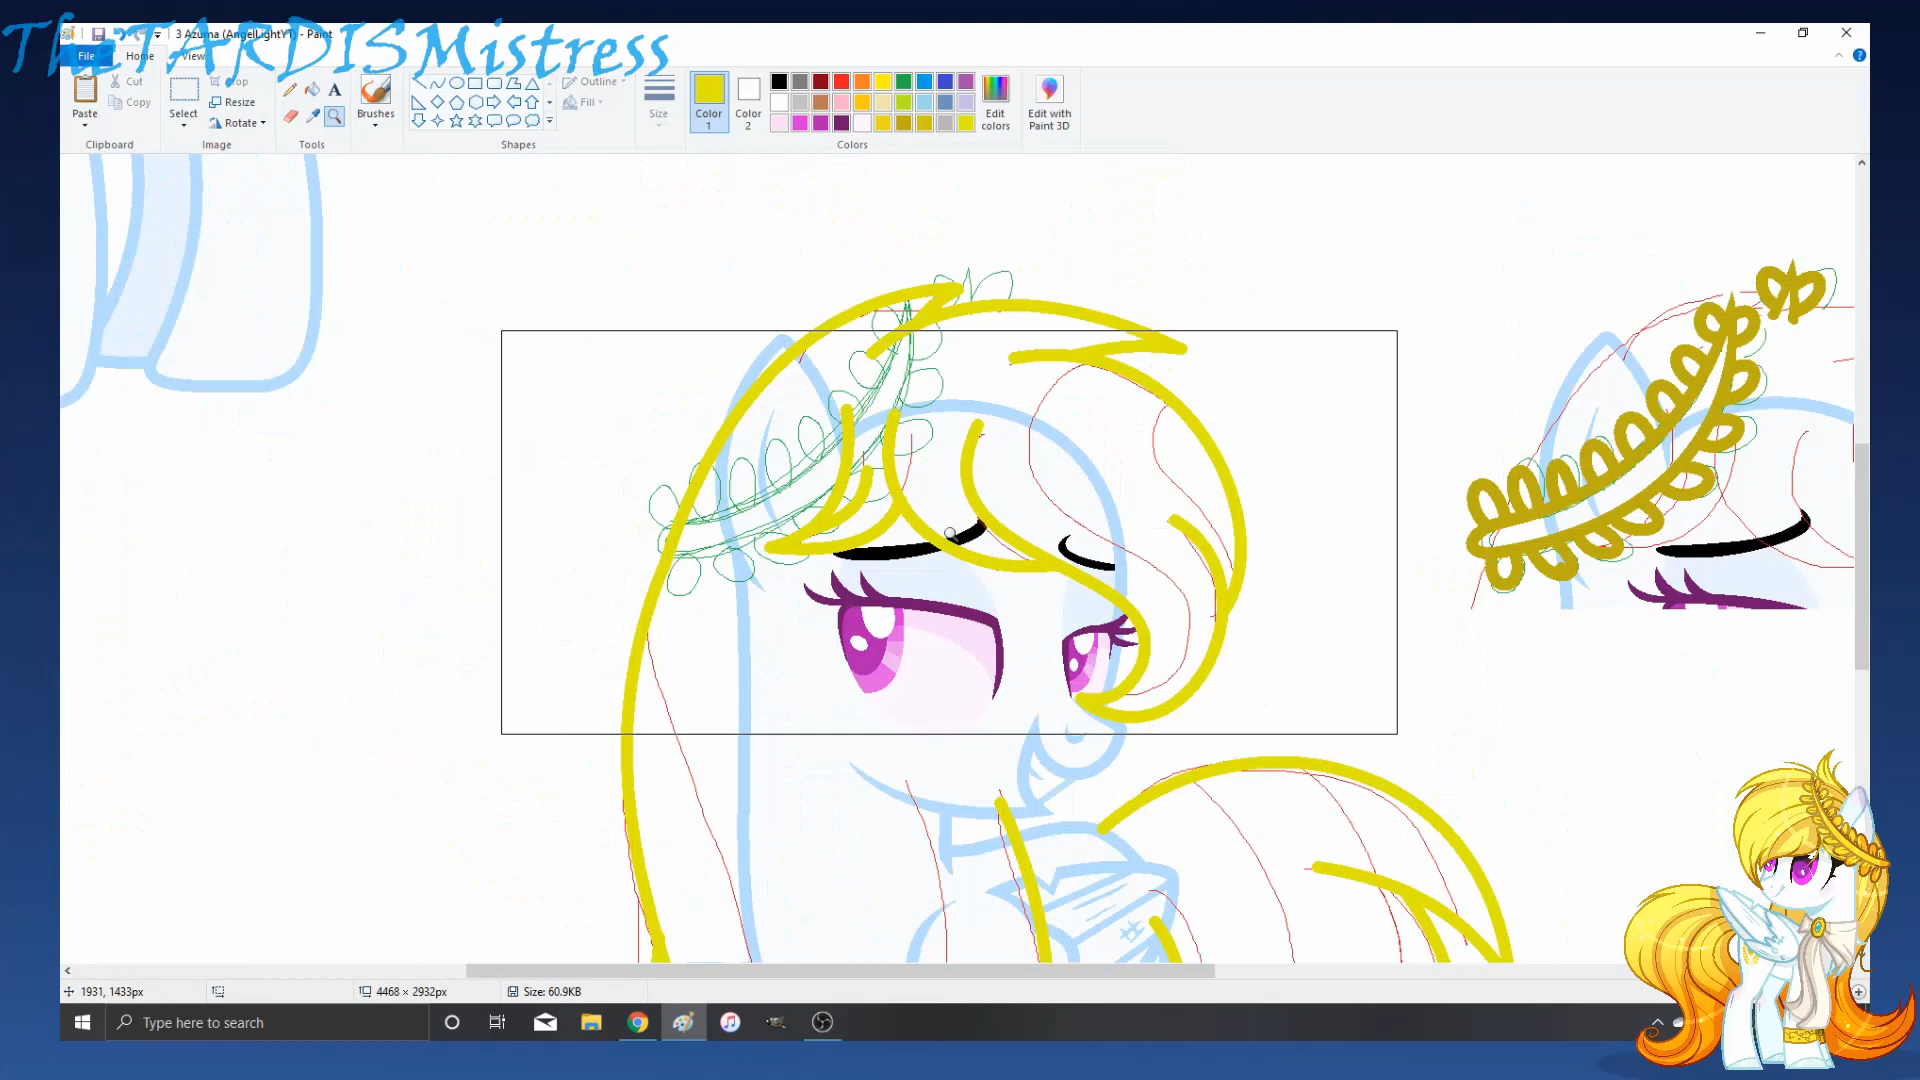 TheTARDISMistress
3 Azuma (AngelLightYT) - Paint
File Home View
Paste
Cut
Copy
Clipboard
Select
Crop
Resize
Rotate
Image
A
Tools
Brushes
Shapes
Outline
Fill
Size
Color 1
Color 2
Edit colors
Edit with Paint 3D
Colors
1931, 1433px
4468 × 2932px
Size: 60.9KB
Type here to search